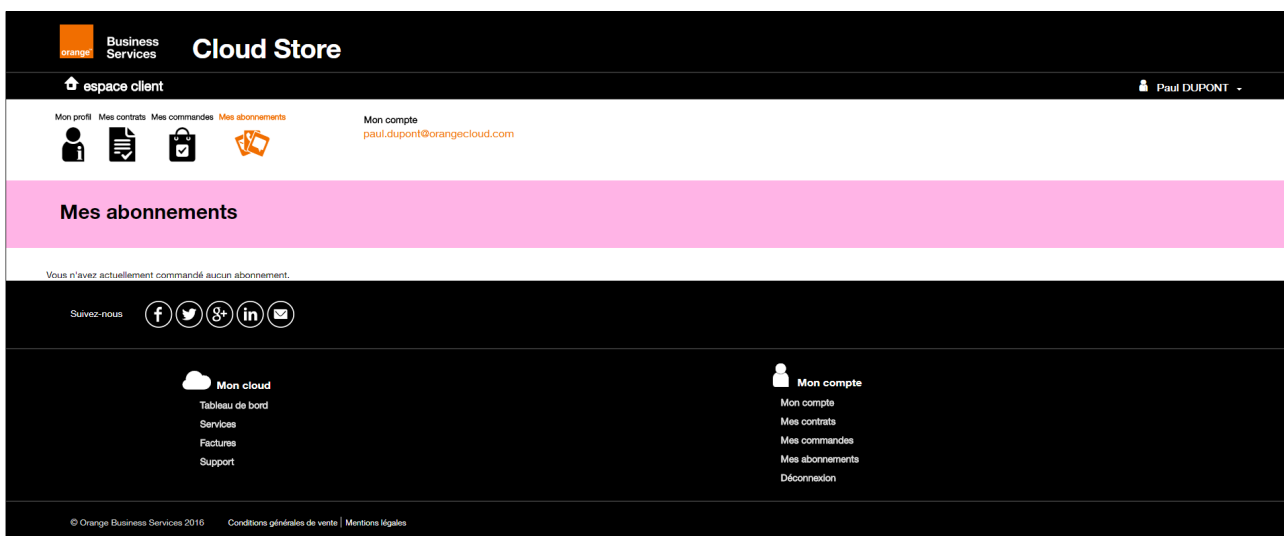 orange™
Business
Services
Cloud Store
espace client
Paul DUPONT
Mon profil Mes contrats Mes commandes Mes abonnements
Mon compte
paul.dupont@orangecloud.com
Mes abonnements
Vous n'avez actuellement commandé aucun abonnement.
Suivez-nous
Mon cloud
Tableau de bord
Services
Factures
Support
Mon compte
Mon compte
Mes contrats
Mes commandes
Mes abonnements
Déconnexion
© Orange Business Services 2016 Conditions générales de vente | Mentions légales